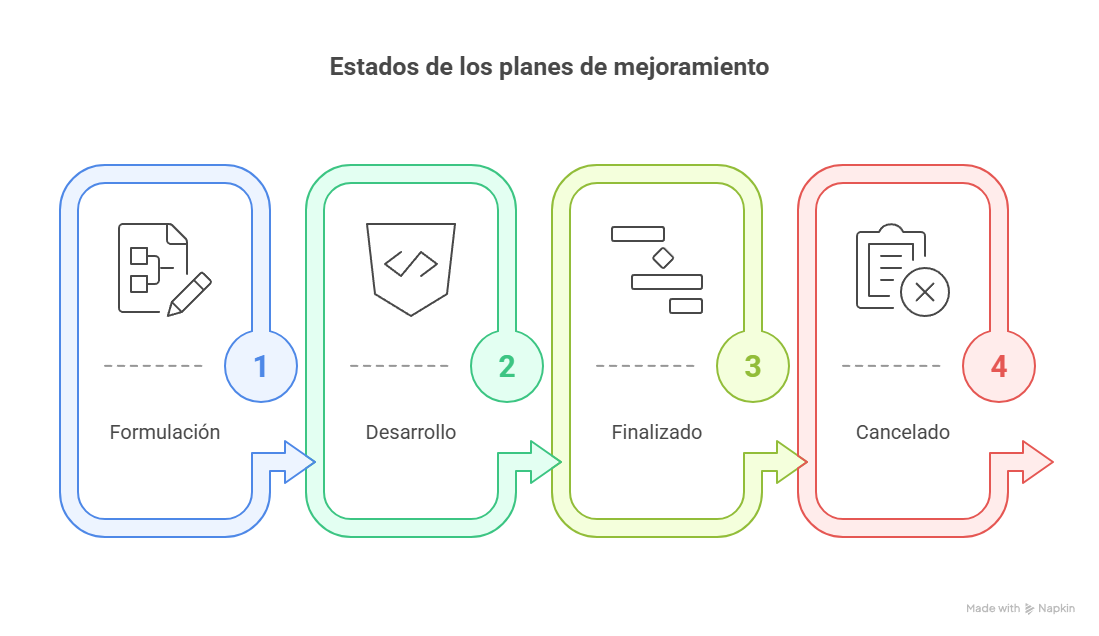 Estados de los planes de mejoramiento
1
2
3
4
Formulación
Desarrollo
Finalizado
Cancelado
Made with Napkin